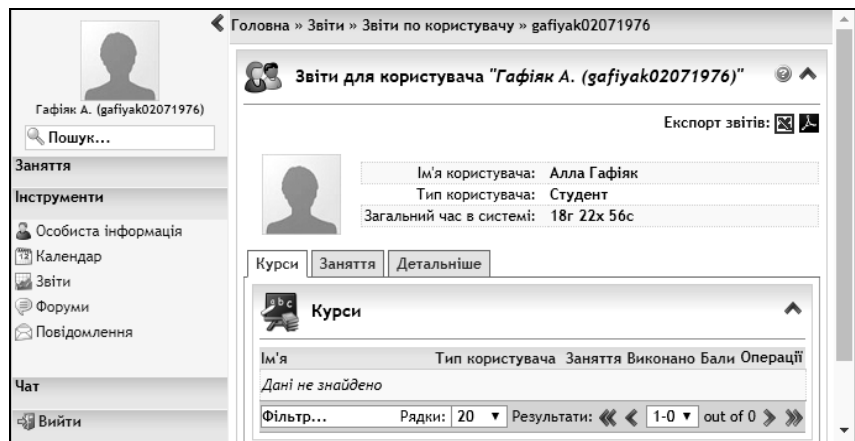 Головна » Звіти » Звіти по користувачу » gafiyak02071976
Гафіяк А. (gafiyak02071976)
Пошук...
Заняття
Інструменти
Особиста інформація
12 Календар
Звіти
Форуми
Повідомлення
Чат
Вийти
Звіти для користувача "Гафіяк А. (gafiyak02071976)"
Експорт звітів:
Ім'я користувача: Алла Гафіяк
Тип користувача: Студент
Загальний час в системі: 18г 22х 56с
Курси Заняття Детальніше
abc Курси
Ім'я Тип користувача Заняття Виконано Бали Операції
Дані не знайдено
Фільтр... Рядки: 20 Результати: 1-0 out of 0